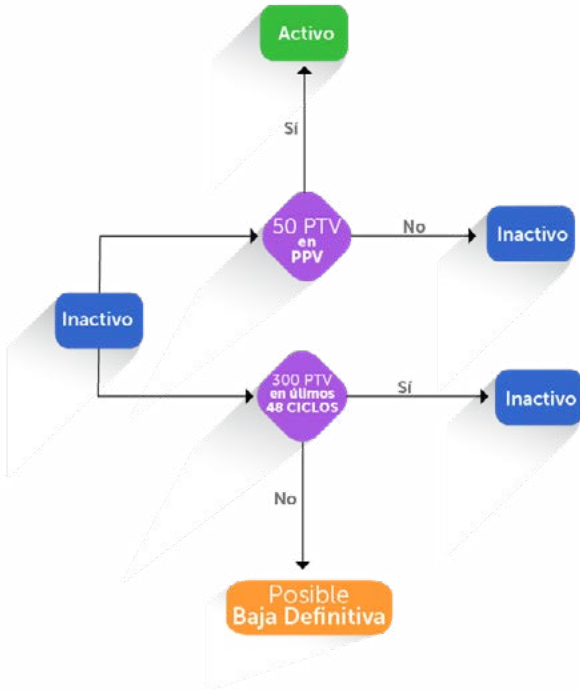 Activo
Sí
50 PTV
en
PPV
No
Inactivo
Inactivo
300 PTV
en úlimos
48 CICLOS
Sí
Inactivo
No
Posible
Baja Definitiva